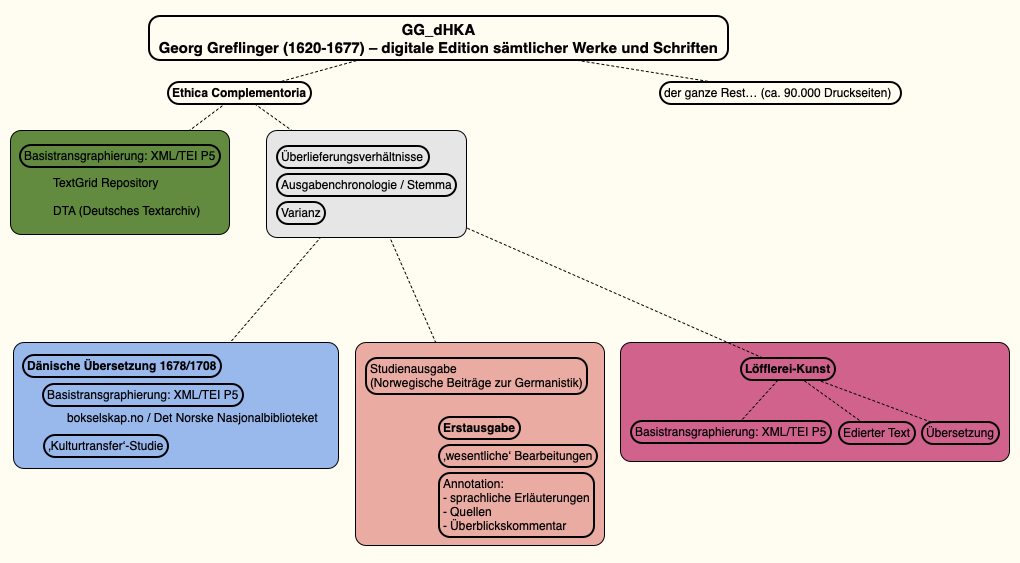 GG_dHKA
Georg Greflinger (1620-1677) – digitale Edition sämtlicher Werke und Schriften
Ethica Complementoria
der ganze Rest… (ca. 90.000 Druckseiten)
Basistransgraphierung: XML/TEI P5
TextGrid Repository
DTA (Deutsches Textarchiv)
Überlieferungsverhältnisse
Ausgabenchronologie / Stemma
Varianz
Dänische Übersetzung 1678/1708
Basistransgraphierung: XML/TEI P5
bokselskap.no / Det Norske Nasjonalbiblioteket
‚Kulturtransfer‘-Studie
Studienausgabe
(Norwegische Beiträge zur Germanistik)
Erstausgabe
‚wesentliche‘ Bearbeitungen
Annotation:
- sprachliche Erläuterungen
- Quellen
- Überblickskommentar
Löfflerei-Kunst
Basistransgraphierung: XML/TEI P5
Edierter Text
Übersetzung